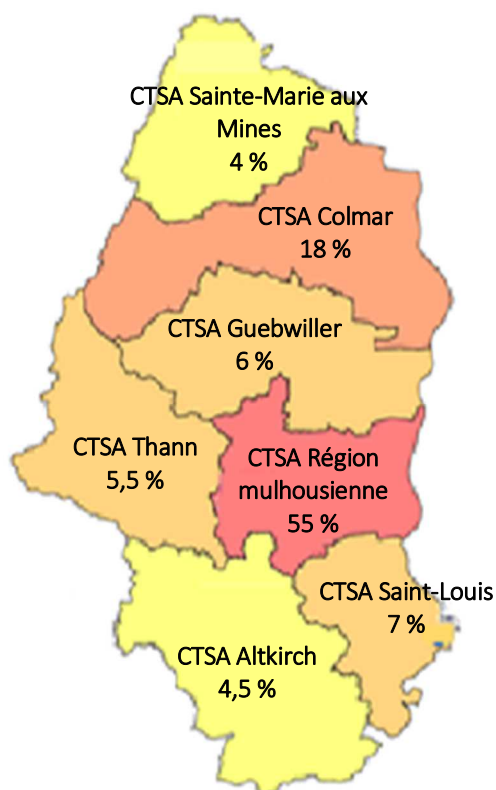 CTSA Sainte-Marie aux
Mines
4 %
CTSA Colmar
18 %
CTSA Guebwiller
6 %
CTSA Thann
5,5 %
CTSA Région
mulhousienne
55 %
CTSA Saint-Louis
7 %
CTSA Altkirch
4,5 %